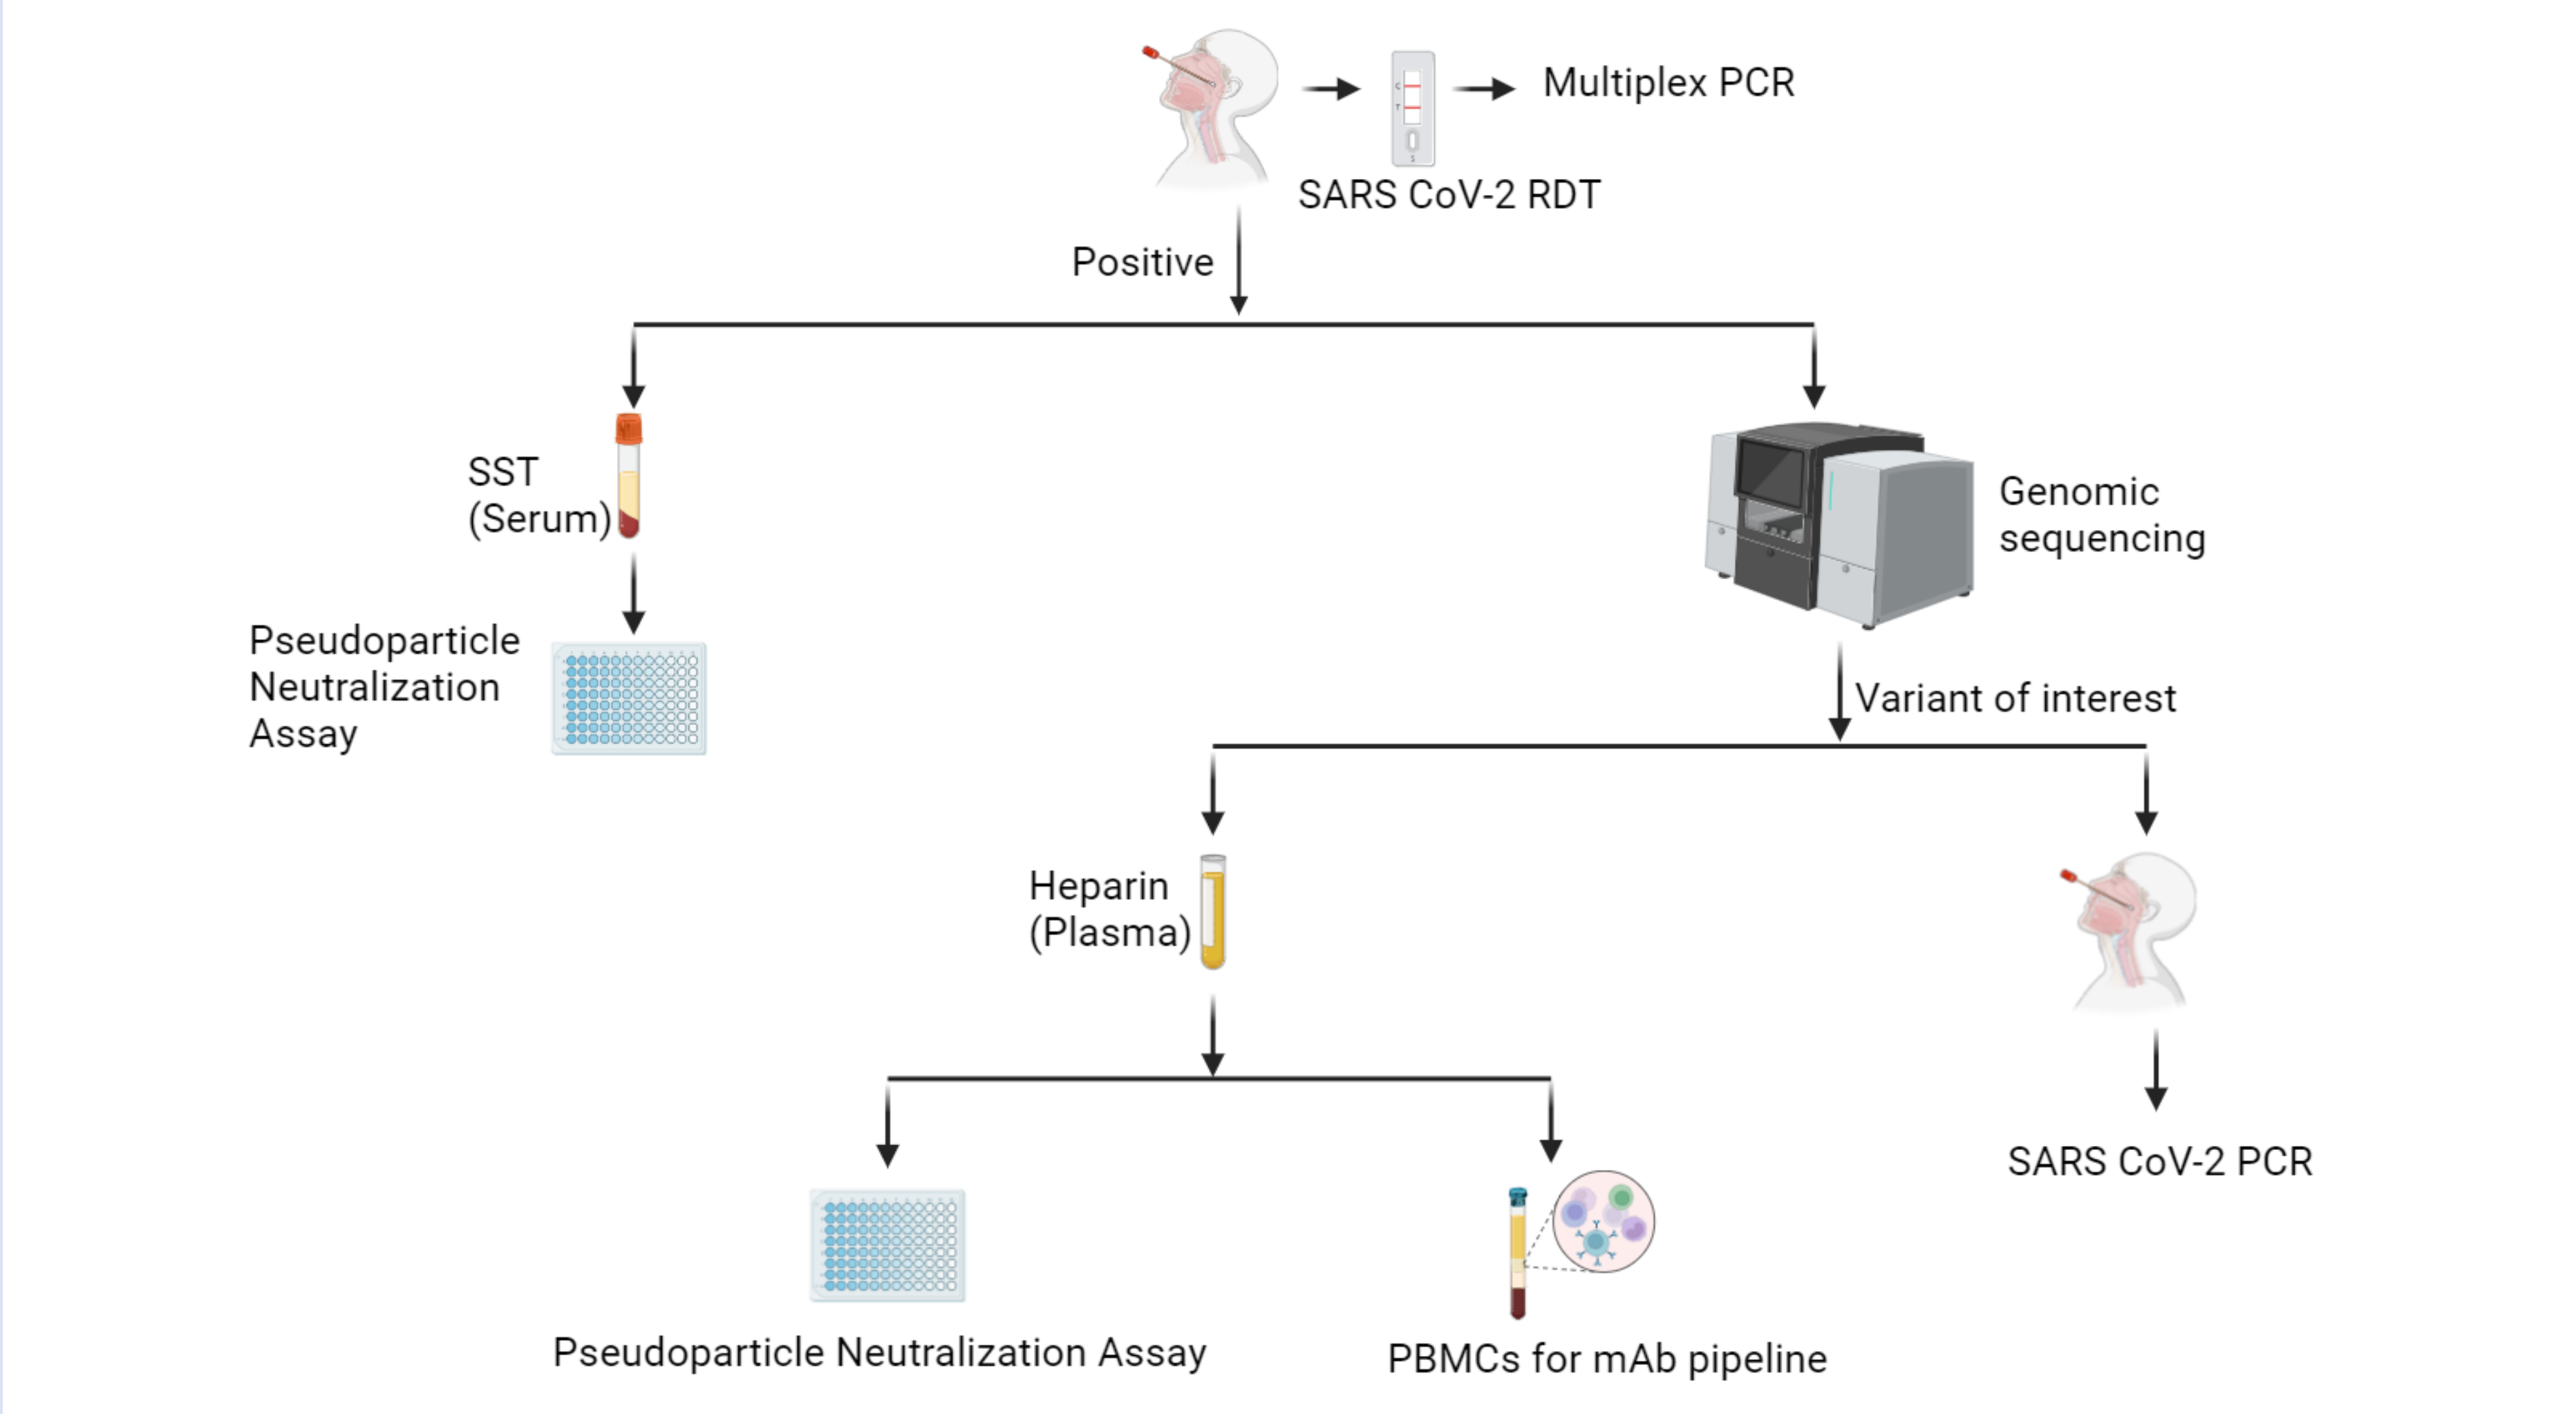 Multiplex PCR
C
T
S
SARS CoV-2 RDT
Positive
SST
(Serum)
Genomic
sequencing
Pseudoparticle
Neutralization
Assay
Variant of interest
Heparin
(Plasma)
SARS CoV-2 PCR
Pseudoparticle Neutralization Assay
PBMCs for mAb pipeline